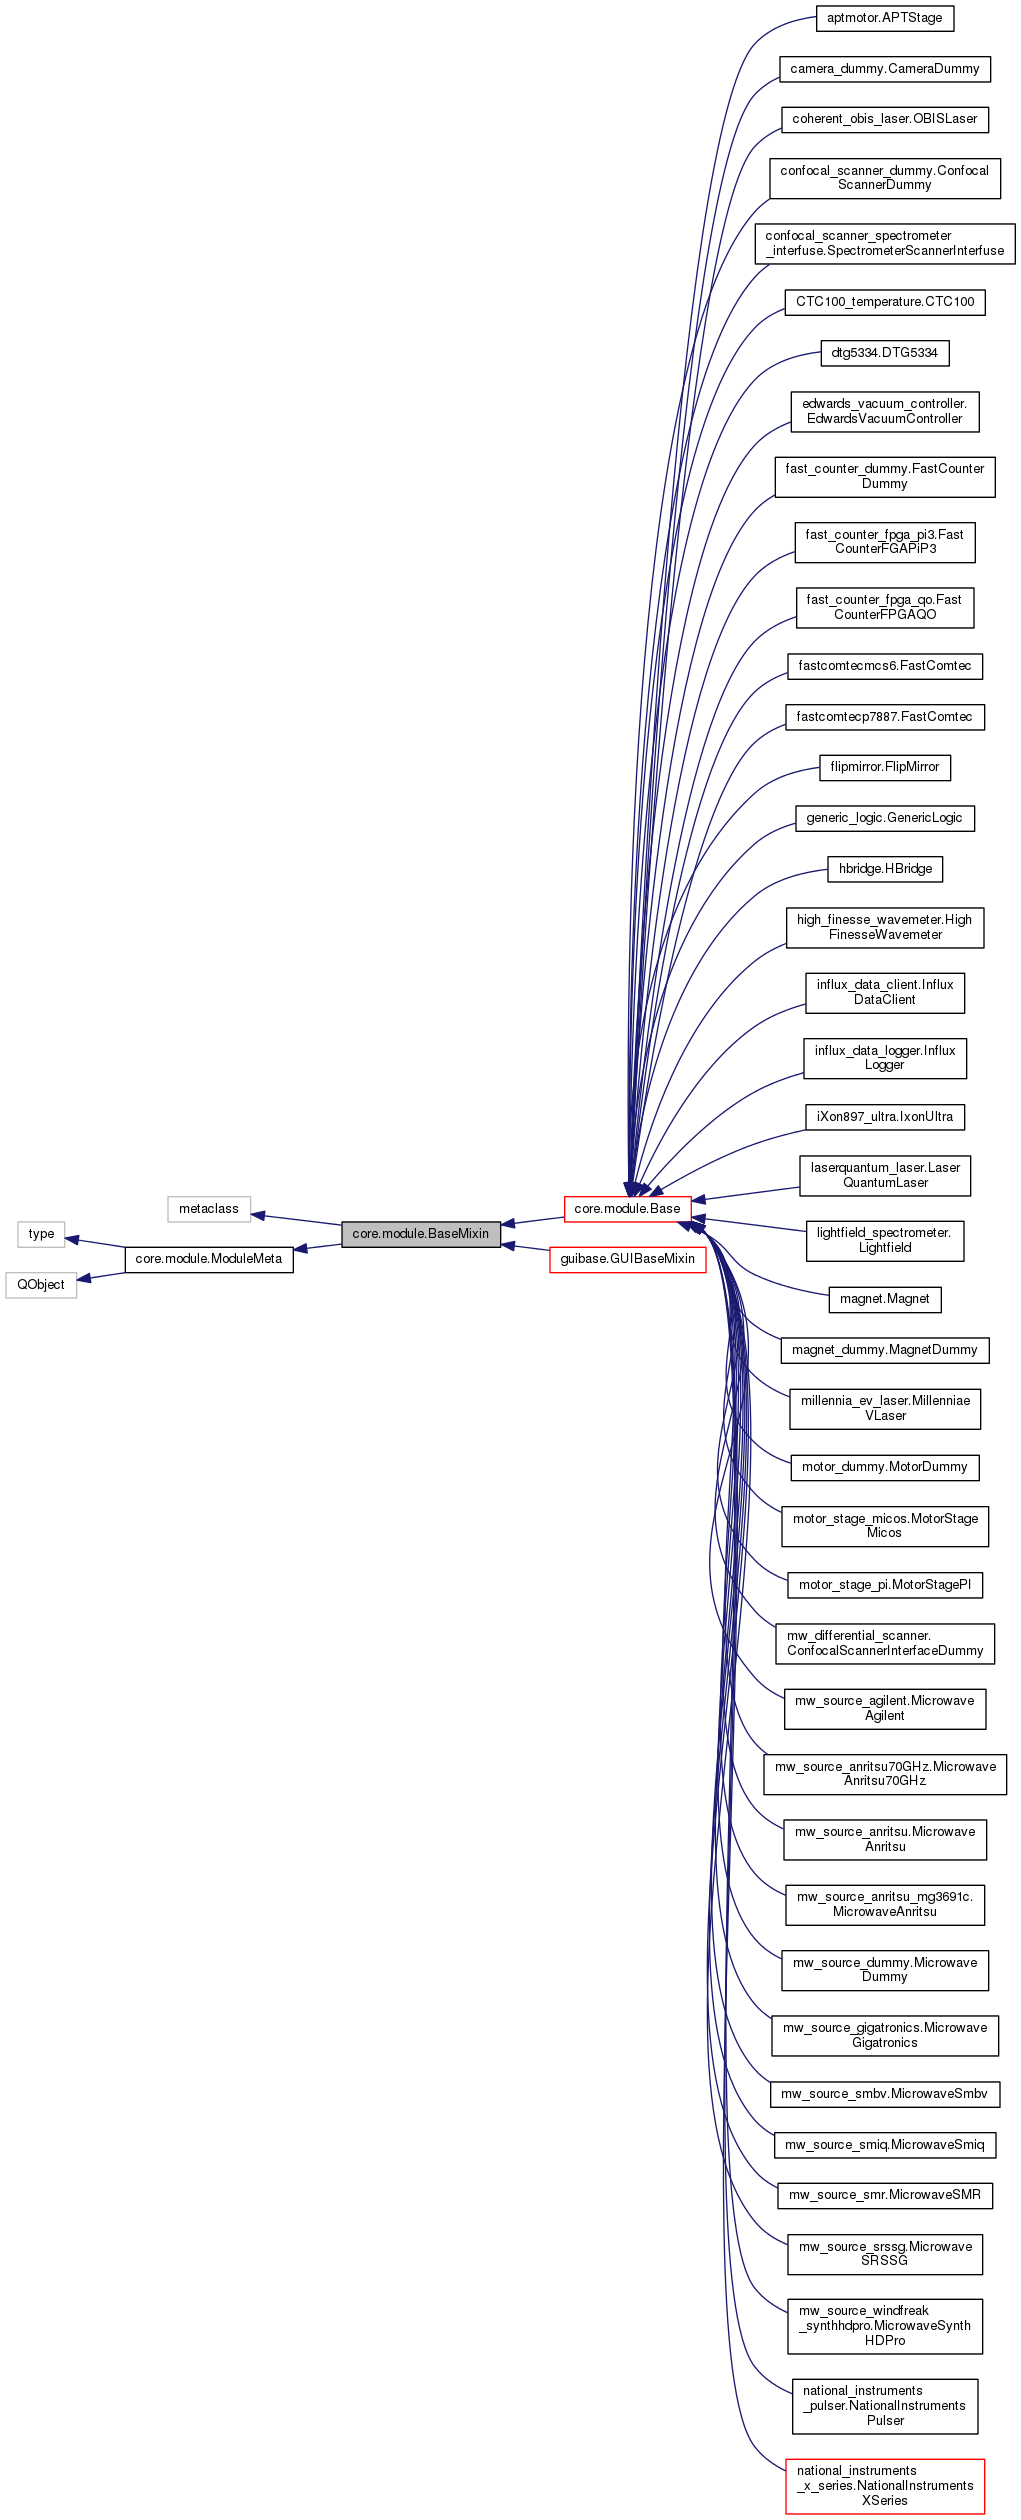 aptmotor.APTStage
camera_dummy.CameraDummy
coherent_obis_laser.OBISLaser
confocal_scanner_dummy.Confocal
ScannerDummy
confocal_scanner_spectrometer
_interfuse.SpectrometerScannerInterfuse
CTC100_temperature.CTC100
dtg5334.DTG5334
edwards_vacuum_controller.
EdwardsVacuumController
fast_counter_dummy.FastCounter
Dummy
fast_counter_fpga_pi3.Fast
CounterFGAPiP3
fast_counter_fpga_qo.Fast
CounterFPGAQO
fastcomtecmcs6.FastComtec
fastcomtecp7887.FastComtec
flipmirror.FlipMirror
generic_logic.GenericLogic
hbridge.HBridge
high_finesse_wavemeter.High
FinesseWavemeter
influx_data_client.Influx
DataClient
influx_data_logger.Influx
Logger
iXon897_ultra.IxonUltra
laserquantum_laser.Laser
QuantumLaser
metaclass
core.module.Base
type
core.module.BaseMixin
lightfield_spectrometer.
Lightfield
core.module.ModuleMeta
guibase.GUIBaseMixin
QObject
magnet.Magnet
magnet_dummy.MagnetDummy
millennia_ev_laser.Millenniae
VLaser
motor_dummy.MotorDummy
motor_stage_micos.MotorStage
Micos
motor_stage_pi.MotorStagePI
mw_differential_scanner.
ConfocalScannerInterfaceDummy
mw_source_agilent.Microwave
Agilent
mw_source_anritsu70GHz.Microwave
Anritsu70GHz
mw_source_anritsu.Microwave
Anritsu
mw_source_anritsu_mg3691c.
MicrowaveAnritsu
mw_source_dummy.Microwave
Dummy
mw_source_gigatronics.Microwave
Gigatronics
mw_source_smbv.MicrowaveSmbv
mw_source_smiq.MicrowaveSmiq
mw_source_smr.MicrowaveSMR
mw_source_srssg.Microwave
SRSSG
mw_source_windfreak
_synthhdpro.MicrowaveSynth
HDPro
national_instruments
_pulser.NationalInstruments
Pulser
national_instruments
_x_series.NationalInstruments
XSeries